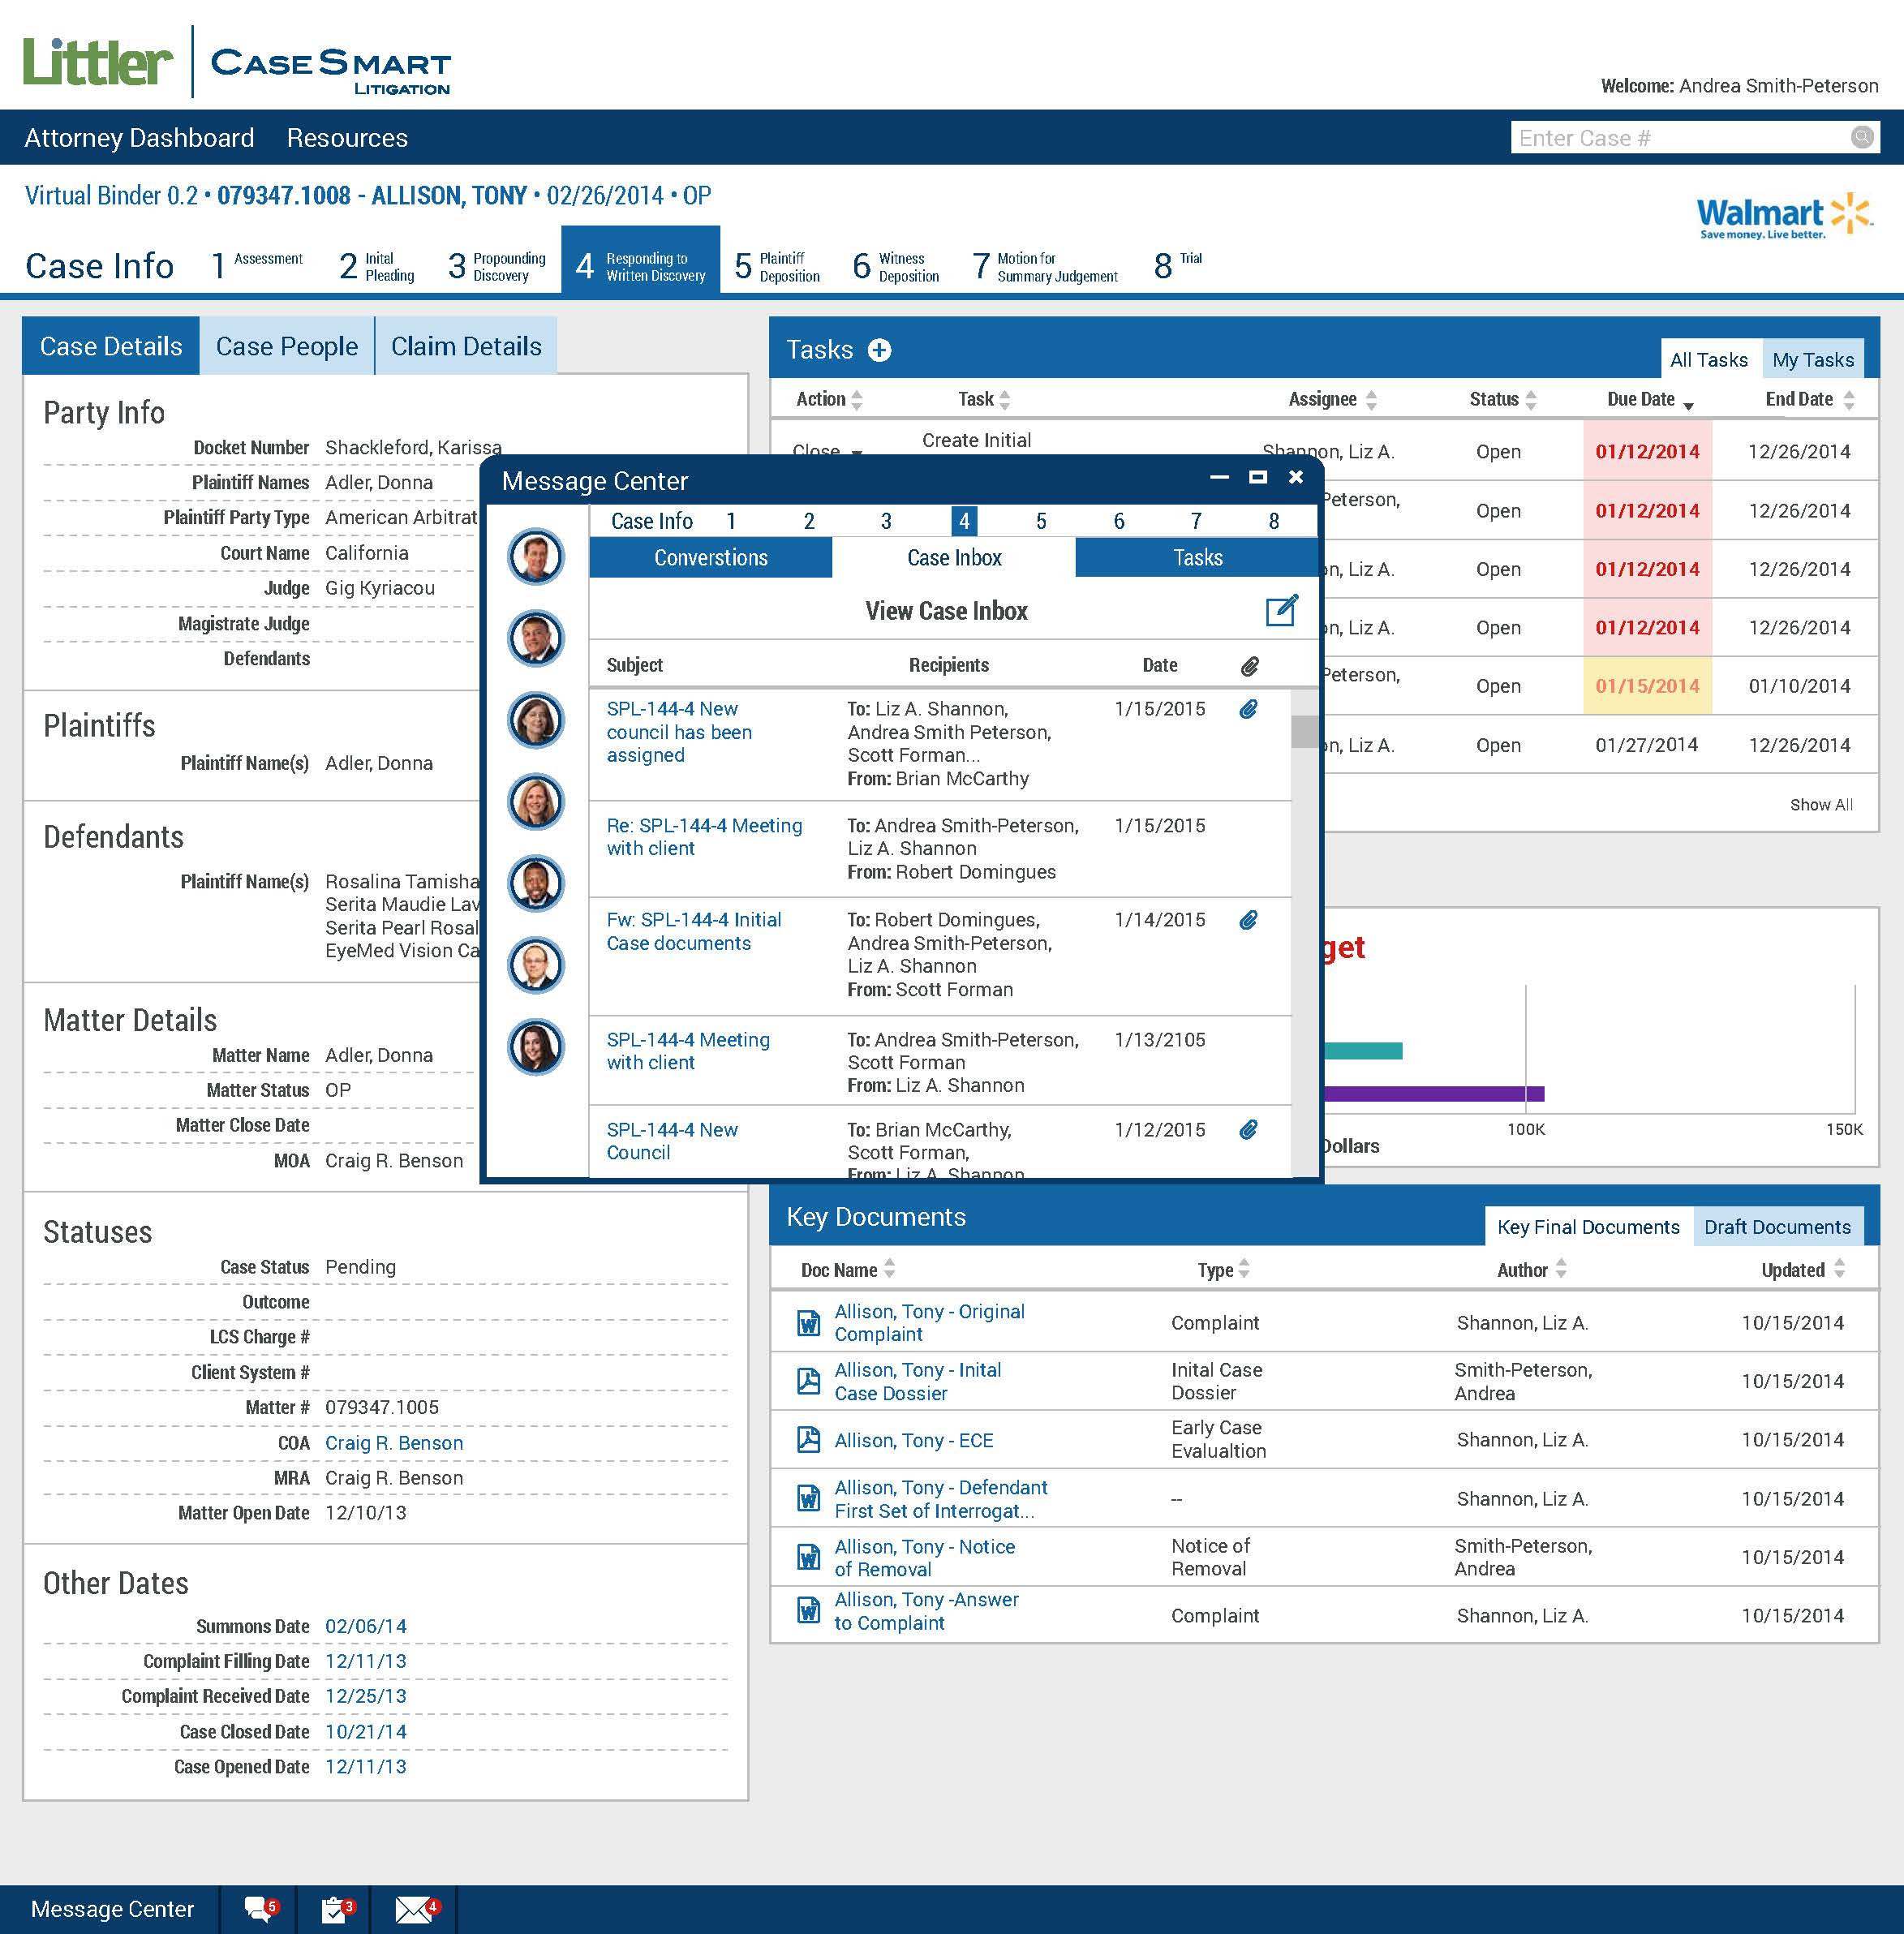 Littler
CASESMART
LITIGATION
Welcome: Andrea Smith-Peterson
Attorney Dashboard Resources
Enter Case #
Virtual Binder 0.2 • 079347.1008 - ALLISON, TONY • 02/26/2014 • OP
Walmart
Save money. Live better.
Case Info
1 Assessment
2 Inital
Pleading
3 Propounding
Discovery
4 Responding to
Written Discovery
5 Plaintiff
Deposition
6 Witness
Deposition
7 Motion for
Summary Judgement
8 Trial
Case Details Case People Claim Details
Party Info
Docket Number Shackleford, Karissa
Plaintiff Names Adler, Donna
Plaintiff Party Type American Arbitrat
Court Name California
Judge Gig Kyriacou
Magistrate Judge
Defendants
Plaintiffs
Plaintiff Name(s) Adler, Donna
Defendants
Plaintiff Name(s) Rosalina Tamisha
Serita Maudie Lav
Serita Pearl Rosal
EyeMed Vision Ca
Matter Details
Matter Name Adler, Donna
Matter Status OP
Matter Close Date
MOA Craig R. Benson
Statuses
Case Status Pending
Outcome
LCS Charge #
Client System #
Matter # 079347.1005
COA Craig R. Benson
MRA Craig R. Benson
Matter Open Date 12/10/13
Other Dates
Summons Date 02/06/14
Complaint Filling Date 12/11/13
Complaint Received Date 12/25/13
Case Closed Date 10/21/14
Case Opened Date 12/11/13
Tasks
All Tasks My Tasks
Action Task Assignee Status Due Date End Date
Close Create Initial Shannon, Liz A. Open 01/12/2014 12/26/2014
Peterson, Open 01/12/2014 12/26/2014
on, Liz A. Open 01/12/2014 12/26/2014
on, Liz A. Open 01/12/2014 12/26/2014
Peterson, Open 01/15/2014 01/10/2014
on, Liz A. Open 01/27/2014 12/26/2014
Show All
Message Center
Case Info 1 2 3 4 5 6 7 8
Converstions Case Inbox Tasks
View Case Inbox
Subject Recipients Date
SPL-144-4 New To: Liz A. Shannon, 1/15/2015
council has been Andrea Smith Peterson,
assigned Scott Forman...
From: Brian McCarthy
Re: SPL-144-4 Meeting To: Andrea Smith-Peterson, 1/15/2015
with client Liz A. Shannon
From: Robert Domingues
Fw: SPL-144-4 Initial To: Robert Domingues, 1/14/2015
Case documents Andrea Smith-Peterson,
Liz A. Shannon
From: Scott Forman
SPL-144-4 Meeting To: Andrea Smith-Peterson, 1/13/2105
with client Scott Forman
From: Liz A. Shannon
SPL-144-4 New To: Brian McCarthy, 1/12/2015
Council Scott Forman,
From: Liz A. Shannon
get
100K 150K
Dollars
Key Documents
Key Final Documents Draft Documents
Doc Name Type Author Updated
Allison, Tony - Original
Complaint
Complaint
Shannon, Liz A.
10/15/2014
Allison, Tony - Inital
Case Dossier
Inital Case
Dossier
Smith-Peterson,
Andrea
10/15/2014
Allison, Tony - ECE
Early Case
Evalualtion
Shannon, Liz A.
10/15/2014
Allison, Tony - Defendant
First Set of Interrogat...
--
Shannon, Liz A.
10/15/2014
Allison, Tony - Notice
of Removal
Notice of
Removal
Smith-Peterson,
Andrea
10/15/2014
Allison, Tony -Answer
to Complaint
Complaint
Shannon, Liz A.
10/15/2014
Message Center 5 3 4